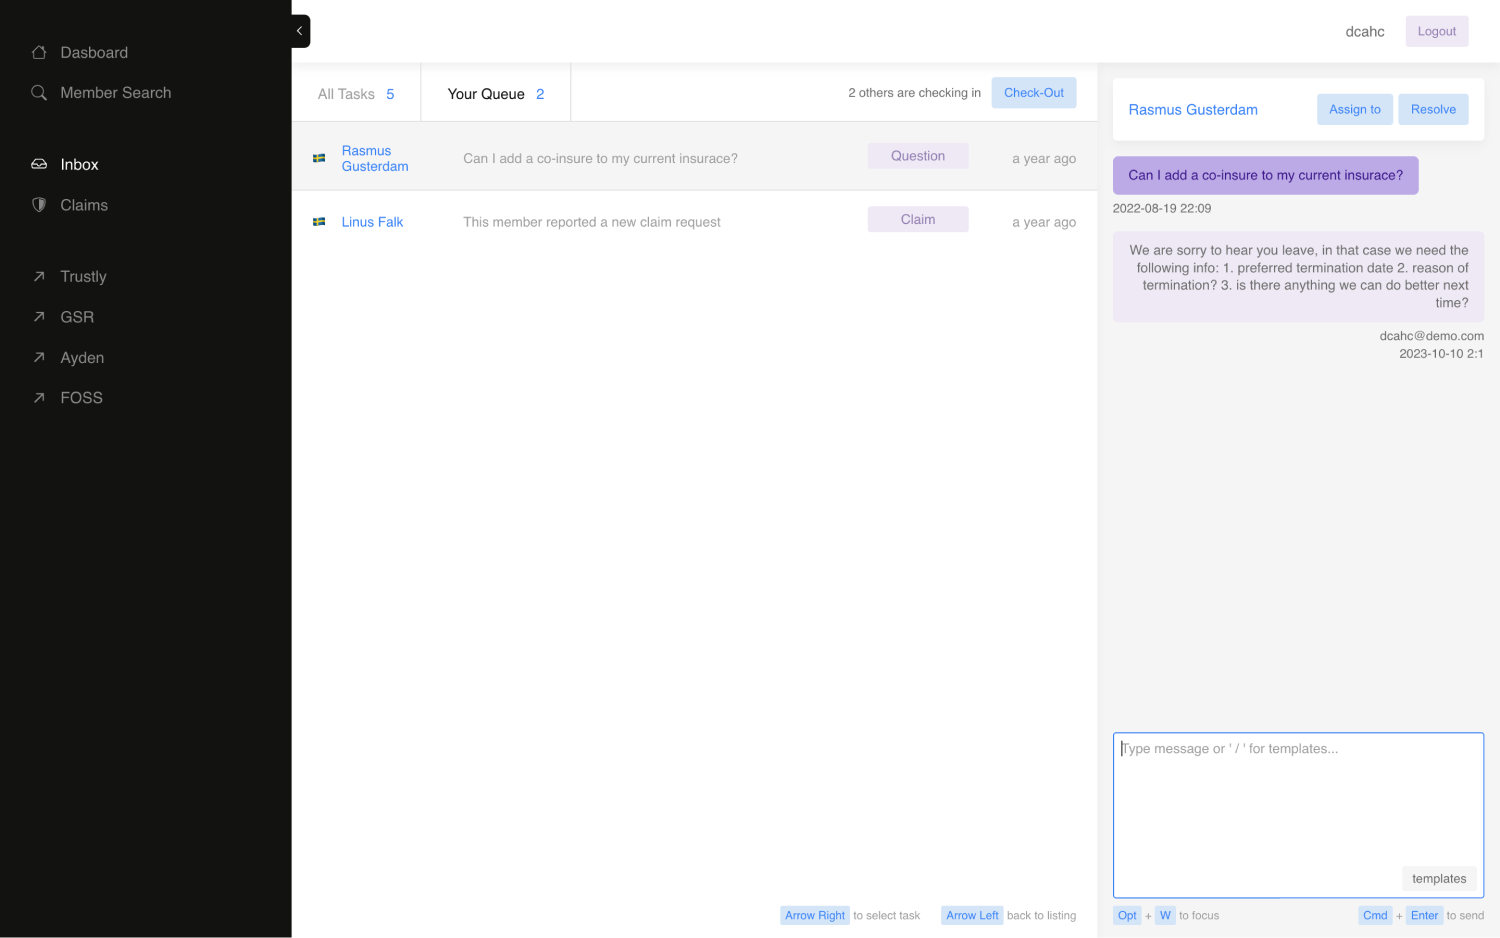 Dasboard
Member Search
Inbox
Claims
Trustly
GSR
Ayden
FOSS
dcahc
Logout
All Tasks 5
Your Queue 2
2 others are checking in
Check-Out
Rasmus
Gusterdam
Can I add a co-insure to my current insurace?
Question
a year ago
Linus Falk
This member reported a new claim request
Claim
a year ago
Arrow Right to select task
Arrow Left back to listing
Rasmus Gusterdam
Assign to
Resolve
Can I add a co-insure to my current insurace?
2022-08-19 22:09
We are sorry to hear you leave, in that case we need the
following info: 1. preferred termination date 2. reason of
termination? 3. is there anything we can do better next
time?
dcahc@demo.com
2023-10-10 2:1
Type message or ' / ' for templates...
templates
Opt + W to focus
Cmd + Enter to send